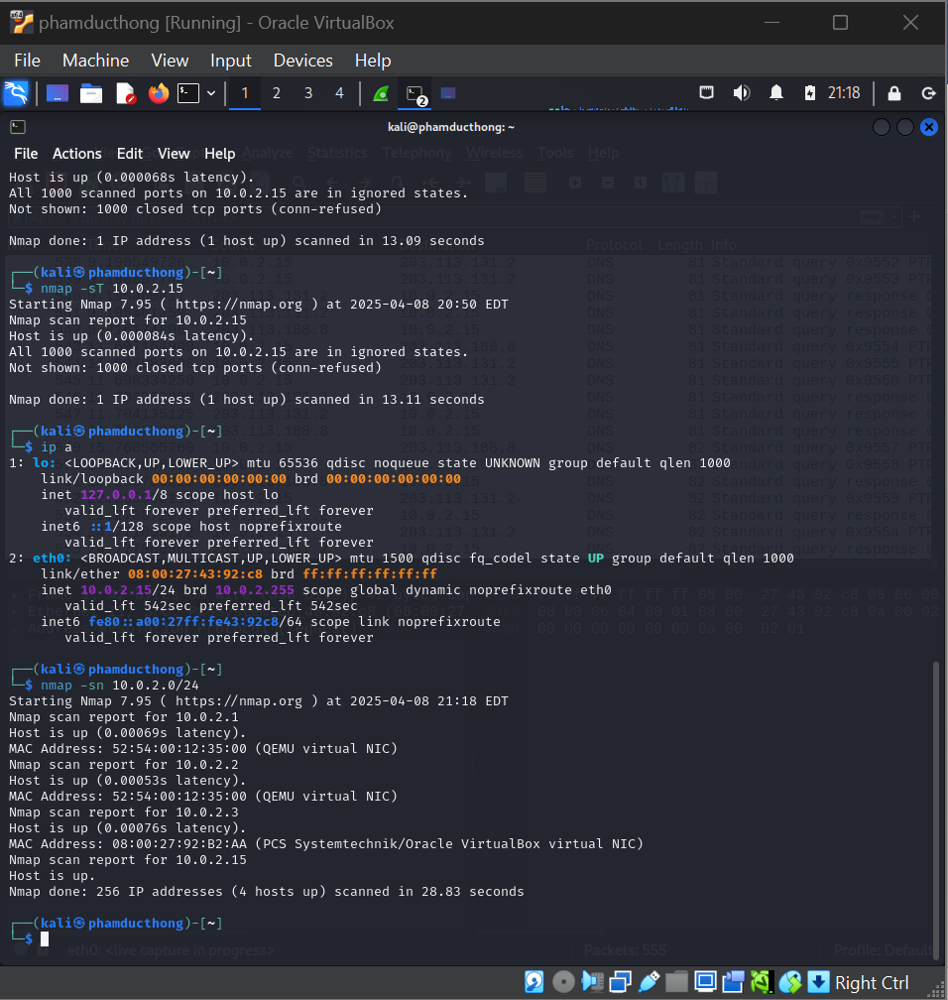 phamducthong [Running] - Oracle VirtualBox
File Machine View Input Devices Help
1 2 3 4 2 21:18
kali@phamducthong: ~
File Actions Edit View Help
Analyze Statistics Telephony Wireless Tools Help
Host is up (0.000068s latency).
All 1000 scanned ports on 10.0.2.15 are in ignored states.
Not shown: 1000 closed tcp ports (conn-refused)
Nmap done: 1 IP address (1 host up) scanned in 13.09 seconds
┌──(kali㉿phamducthong)-[~]
└─$ nmap -sT 10.0.2.15
Starting Nmap 7.95 ( https://nmap.org ) at 2025-04-08 20:50 EDT
Nmap scan report for 10.0.2.15
Host is up (0.000084s latency).
All 1000 scanned ports on 10.0.2.15 are in ignored states.
Not shown: 1000 closed tcp ports (conn-refused)
Nmap done: 1 IP address (1 host up) scanned in 13.11 seconds
┌──(kali㉿phamducthong)-[~]
└─$ ip a
1: lo: <LOOPBACK,UP,LOWER_UP> mtu 65536 qdisc noqueue state UNKNOWN group default qlen 1000
link/loopback 00:00:00:00:00:00 brd 00:00:00:00:00:00
inet 127.0.0.1/8 scope host lo
valid_lft forever preferred_lft forever
inet6 ::1/128 scope host noprefixroute
valid_lft forever preferred_lft forever
2: eth0: <BROADCAST,MULTICAST,UP,LOWER_UP> mtu 1500 qdisc fq_codel state UP group default qlen 1000
link/ether 08:00:27:43:92:c8 brd ff:ff:ff:ff:ff:ff
inet 10.0.2.15/24 brd 10.0.2.255 scope global dynamic noprefixroute eth0
valid_lft 542sec preferred_lft 542sec
inet6 fe80::a00:27ff:fe43:92c8/64 scope link noprefixroute
valid_lft forever preferred_lft forever
┌──(kali㉿phamducthong)-[~]
└─$ nmap -sn 10.0.2.0/24
Starting Nmap 7.95 ( https://nmap.org ) at 2025-04-08 21:18 EDT
Nmap scan report for 10.0.2.1
Host is up (0.00069s latency).
MAC Address: 52:54:00:12:35:00 (QEMU virtual NIC)
Nmap scan report for 10.0.2.2
Host is up (0.00053s latency).
MAC Address: 52:54:00:12:35:00 (QEMU virtual NIC)
Nmap scan report for 10.0.2.3
Host is up (0.00076s latency).
MAC Address: 08:00:27:92:B2:AA (PCS Systemtechnik/Oracle VirtualBox virtual NIC)
Nmap scan report for 10.0.2.15
Host is up.
Nmap done: 256 IP addresses (4 hosts up) scanned in 28.83 seconds
┌──(kali㉿phamducthong)-[~]
└─$
eth0: <live capture in progress> Packets: 555 Profile: Default
Right Ctrl